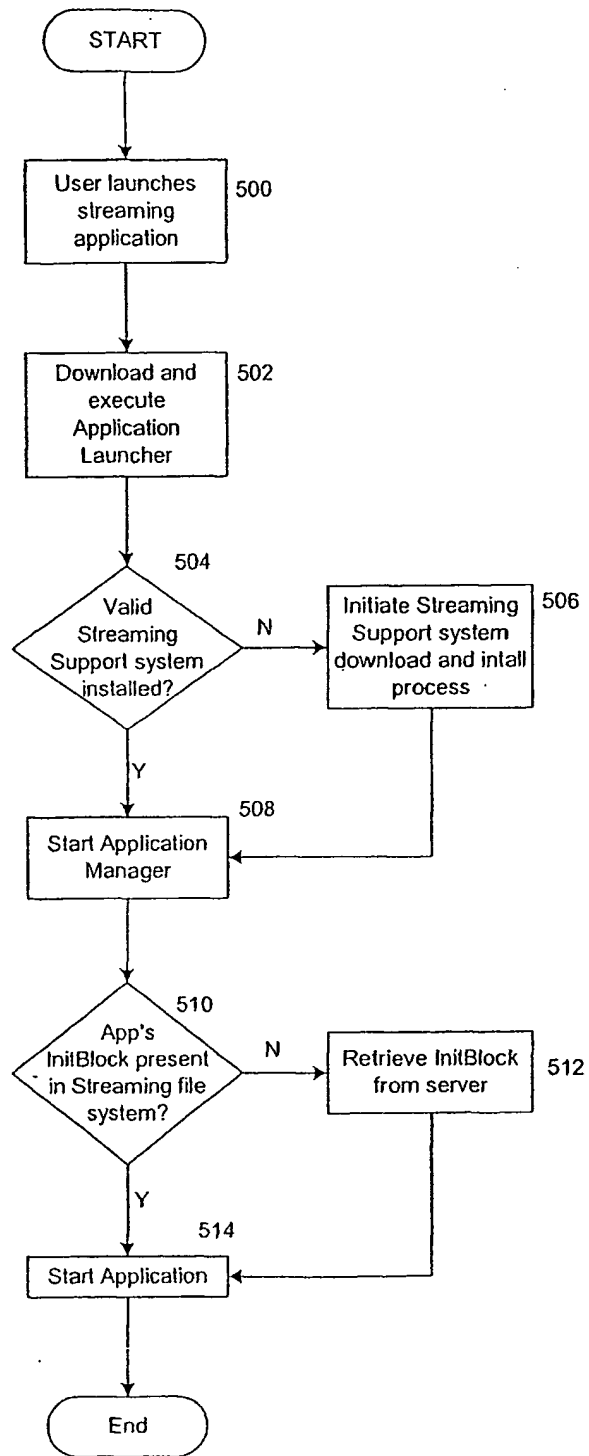 START
User launches
streaming
application
500
Download and
execute
Application
Launcher
502
504
Valid
Streaming
Support system
installed?
N
Initiate Streaming
Support system
download and intall
process
506
Y
508
Start Application
Manager
510
App's
InitBlock present
in Streaming file
system?
N
Retrieve InitBlock
from server
512
Y
514
Start Application
End